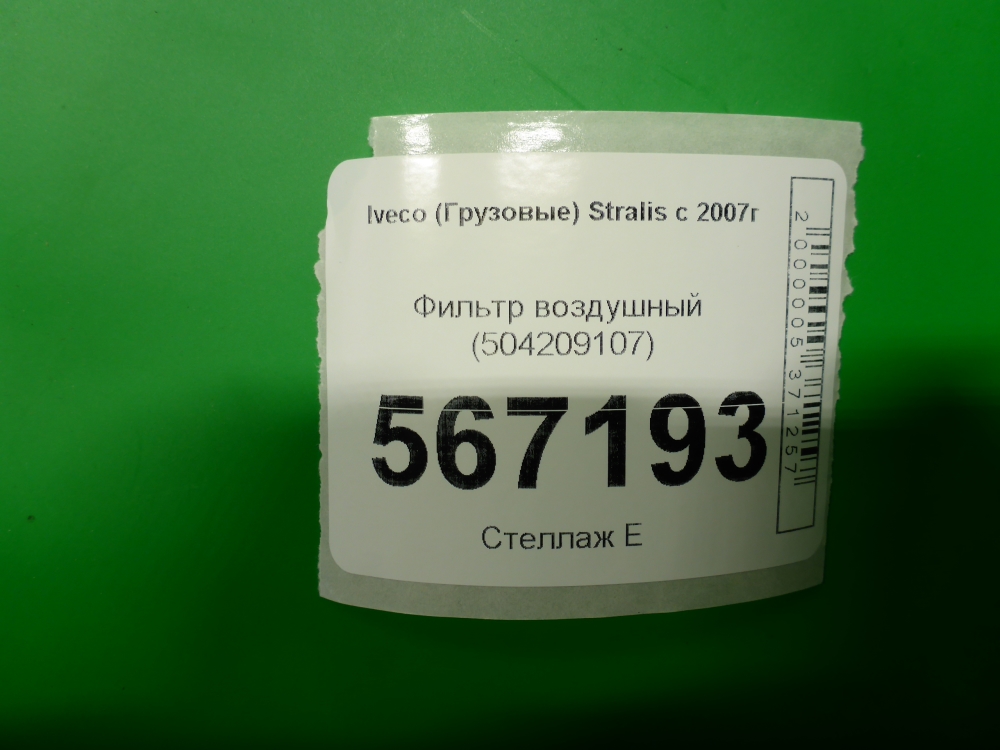 Iveco (Грузовые) Stralis с 2007г
Фильтр воздушный
(504209107)
567193
Стеллаж Е
2000005371257